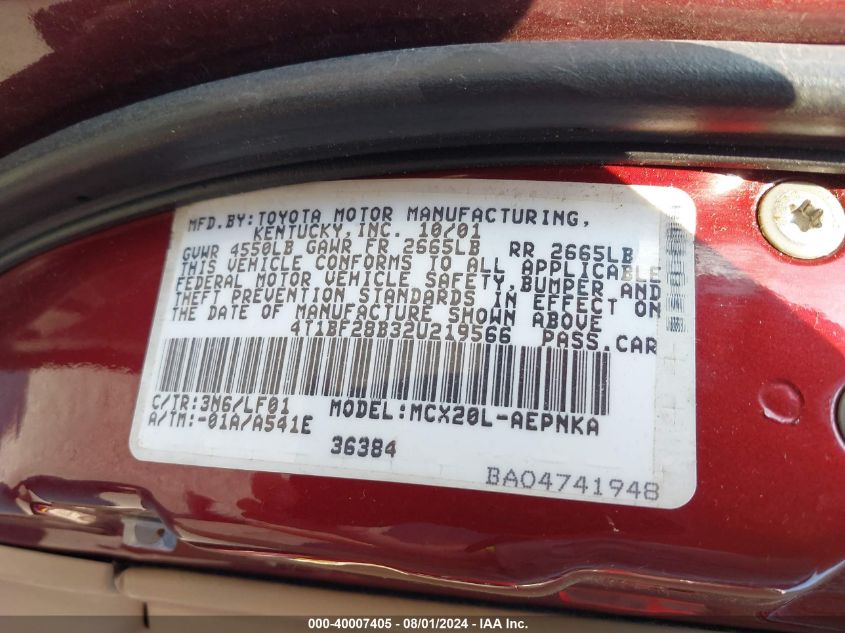 MFD.BY:TOYOTA MOTOR MANUFACTURING,
KENTUCKY,INC. 10/01
GVWR 4550LB GAWR FR 2665LB RR 2665LB
THIS VEHICLE CONFORMS TO ALL APPLICABLE
FEDERAL MOTOR VEHICLE SAFETY,BUMPER AND
THEFT PREVENTION STANDARDS IN EFFECT ON
THE DATE OF MANUFACTURE SHOWN ABOVE
4T1BF28B32U219566 PASS.CAR
C/TR:3N6/LF01 MODEL:MCX20L-AEPNKA
A/TM:-01A/A541E
36384
BA04741948
000-40007405 - 08/01/2024 - IAA Inc.